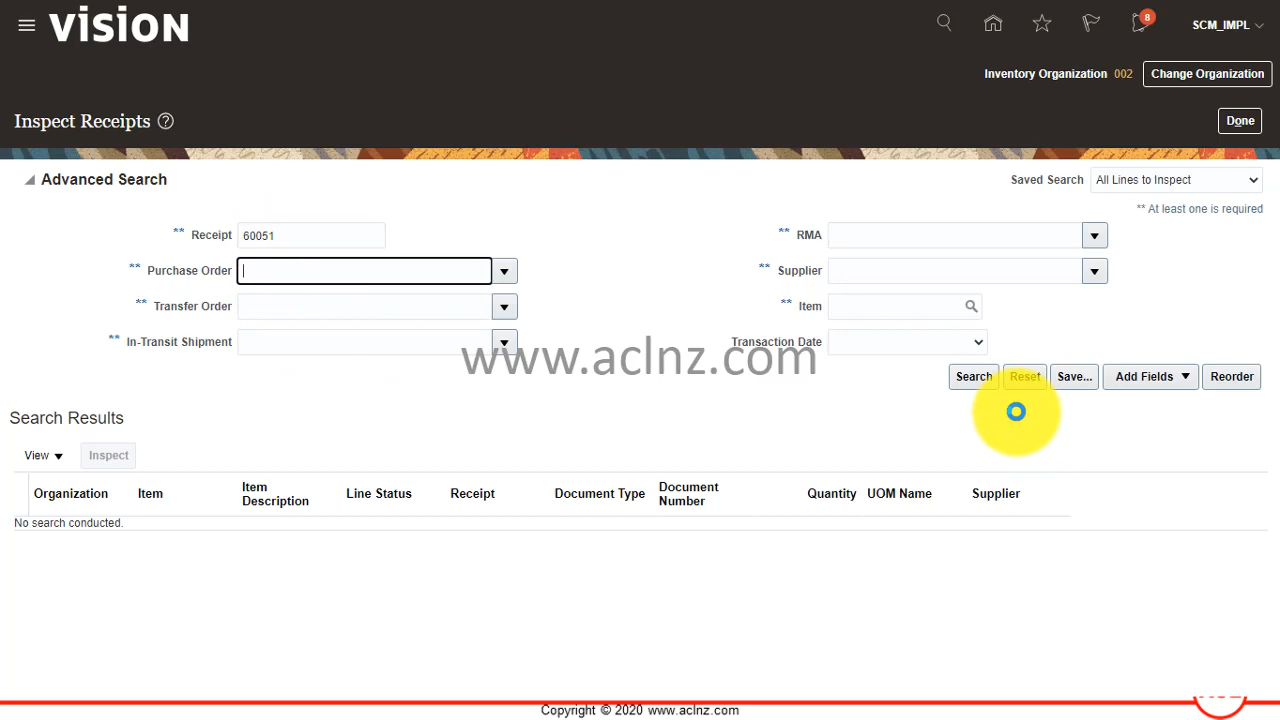 vision
8
SCM_IMPL
Inventory Organization 002 Change Organization
Inspect Receipts ?
Done
Advanced Search
Saved Search All Lines to Inspect
** At least one is required
** Receipt 60051
** RMA
** Purchase Order
** Supplier
** Transfer Order
** Item
** In-Transit Shipment
Transaction Date
www.aclnz.com
Search Reset Save... Add Fields Reorder
Search Results
View Inspect
Organization Item Item Description Line Status Receipt Document Type Document Number Quantity UOM Name Supplier
No search conducted.
Copyright © 2020 www.aclnz.com